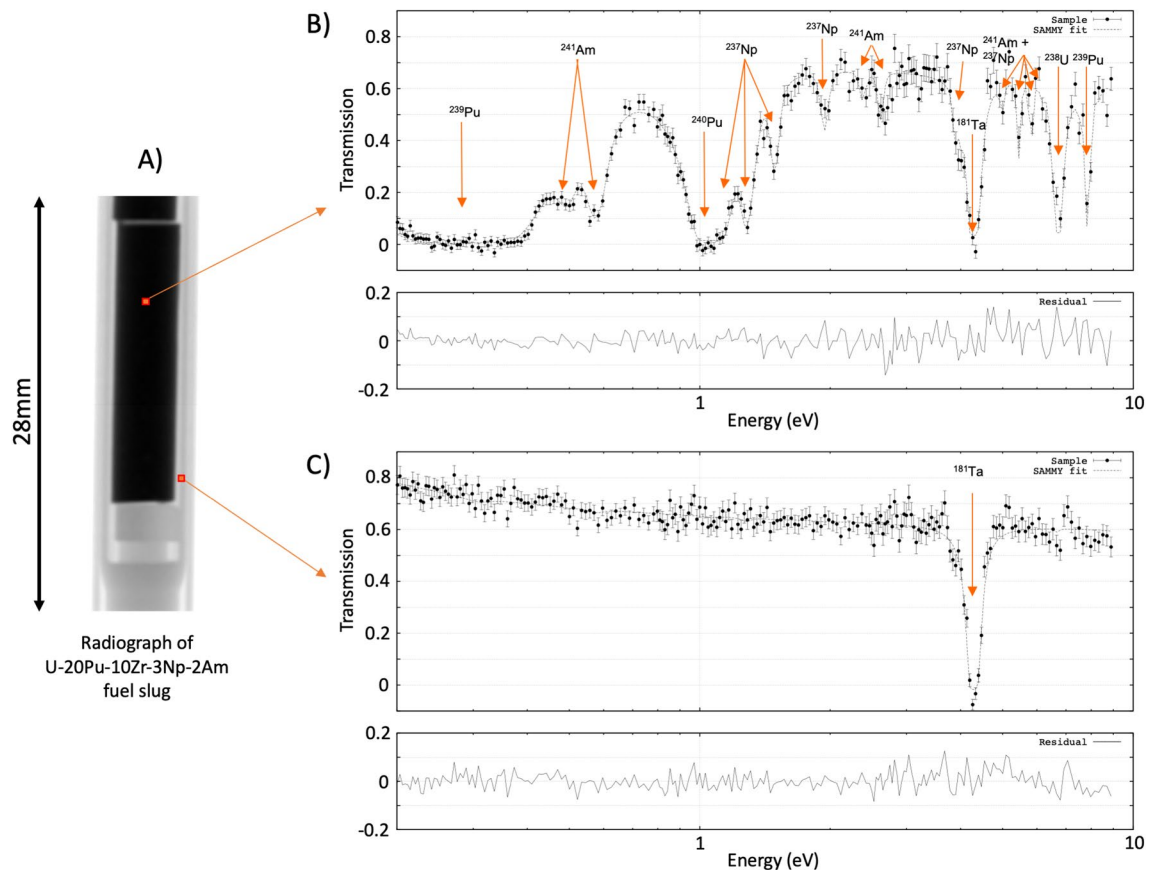 A)
28mm
Radiograph of
U-20Pu-10Zr-3Np-2Am
fuel slug
B)
Transmission
0.8
0.6
0.4
0.2
0
Sample
SAMMY fit
²³⁹Pu
²⁴¹Am
²⁴⁰Pu
²³⁷Np
²³⁷Np
²⁴¹Am
²³⁷Np
¹⁸¹Ta
²⁴¹Am +
²³⁷Np
²³⁸U
²³⁹Pu
0.2
0
-0.2
Residual
1
10
Energy (eV)
C)
Transmission
0.8
0.6
0.4
0.2
0
Sample
SAMMY fit
¹⁸¹Ta
0.2
0
-0.2
Residual
1
10
Energy (eV)